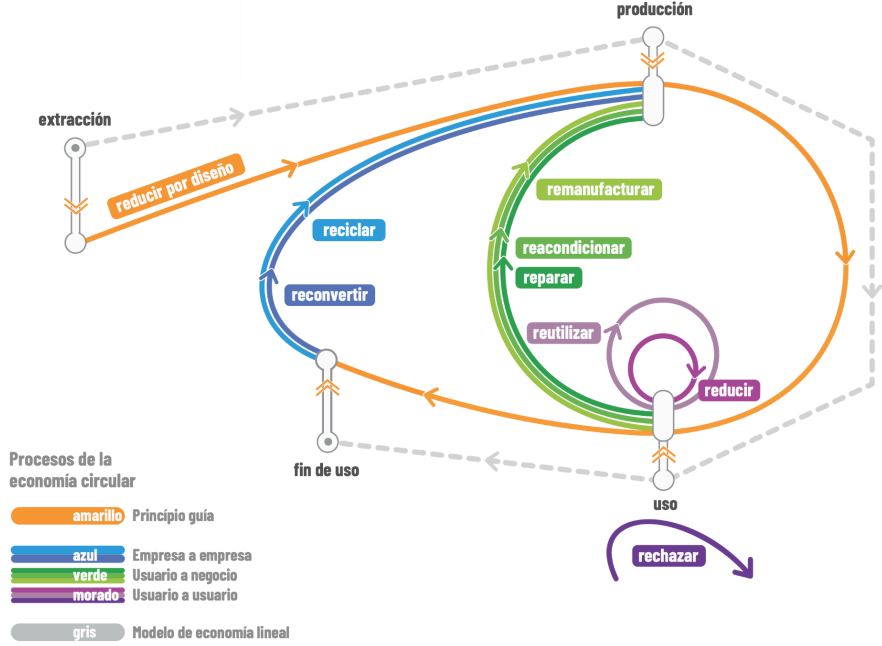 producción
extracción
reducir por diseño
remanufacturar
reciclar
reacondicionar
reparar
reconvertir
reutilizar
reducir
fin de uso
uso
rechazar
Procesos de la
economía circular
amarillo Princípio guía
azul Empresa a empresa
verde Usuario a negocio
morado Usuario a usuario
gris Modelo de economía lineal